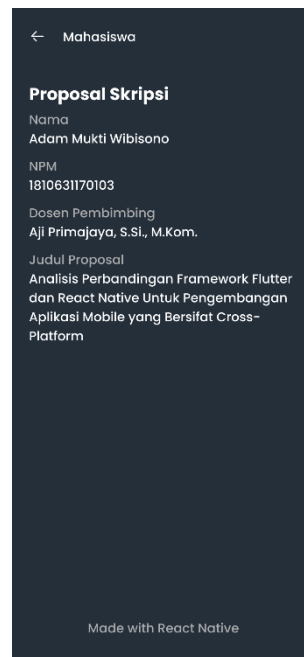 ← Mahasiswa
Proposal Skripsi
Nama
Adam Mukti Wibisono
NPM
1810631170103
Dosen Pembimbing
Aji Primajaya, S.Si., M.Kom.
Judul Proposal
Analisis Perbandingan Framework Flutter
dan React Native Untuk Pengembangan
Aplikasi Mobile yang Bersifat Cross-
Platform
Made with React Native